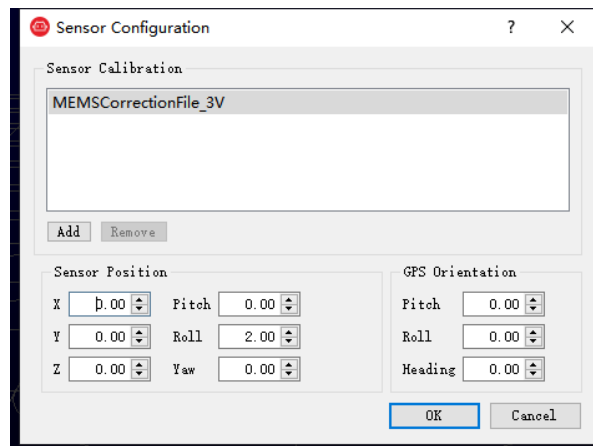 Sensor Configuration ? ×
Sensor Calibration
MEMSCorrectionFile_3V
Add Remove
Sensor Position
X 0.00 Pitch 0.00
Y 0.00 Roll 2.00
Z 0.00 Yaw 0.00
GPS Orientation
Pitch 0.00
Roll 0.00
Heading 0.00
OK Cancel